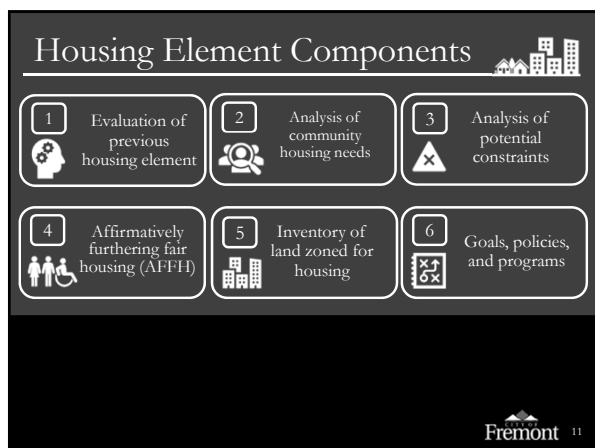 Housing Element Components
1
Evaluation of
previous
housing element
2
Analysis of
community
housing needs
3
Analysis of
potential
constraints
4
Affirmatively
furthering fair
housing (AFFH)
5
Inventory of
land zoned for
housing
6
Goals, policies,
and programs
CITY OF
Fremont
11